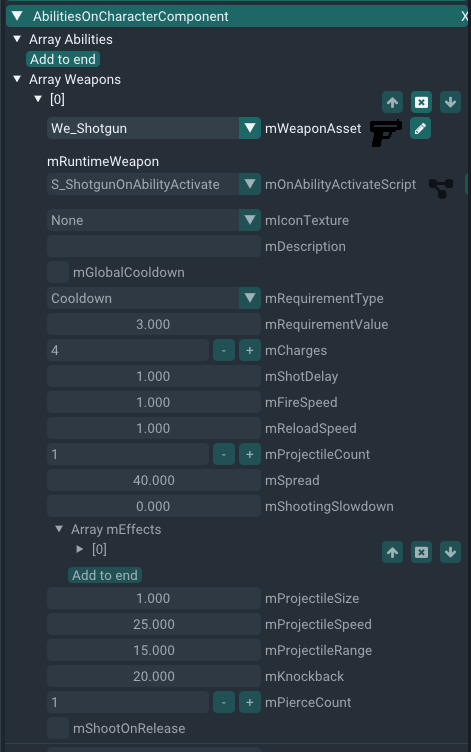 AbilitiesOnCharacterComponent X
Array Abilities
Add to end
Array Weapons
[0]
We_Shotgun mWeaponAsset
mRuntimeWeapon
S_ShotgunOnAbilityActivate mOnAbilityActivateScript
None mIconTexture
mDescription
mGlobalCooldown
Cooldown mRequirementType
3.000 mRequirementValue
4 - + mCharges
1.000 mShotDelay
1.000 mFireSpeed
1.000 mReloadSpeed
1 - + mProjectileCount
40.000 mSpread
0.000 mShootingSlowdown
Array mEffects
[0]
Add to end
1.000 mProjectileSize
25.000 mProjectileSpeed
15.000 mProjectileRange
20.000 mKnockback
1 - + mPierceCount
mShootOnRelease